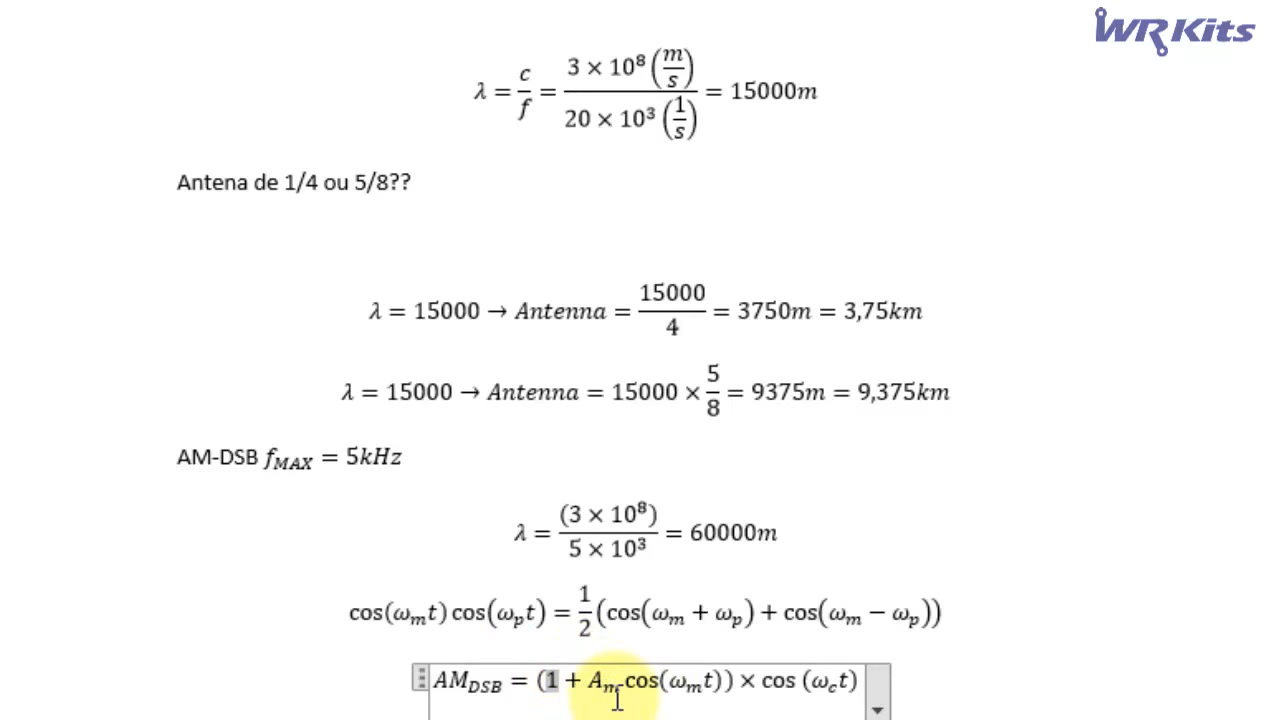 WR Kits
λ = c/f = 3 × 10⁸ (m/s) / 20 × 10³ (1/s) = 15000m
Antena de 1/4 ou 5/8??
λ = 15000 → Antenna = 15000/4 = 3750m = 3,75km
λ = 15000 → Antenna = 15000 × 5/8 = 9375m = 9,375km
AM-DSB f_MAX = 5kHz
λ = (3 × 10⁸) / 5 × 10³ = 60000m
cos(ω_m t) cos(ω_p t) = 1/2 (cos(ω_m + ω_p) + cos(ω_m − ω_p))
AM_DSB = (1 + A_m cos(ω_m t)) × cos (ω_c t)